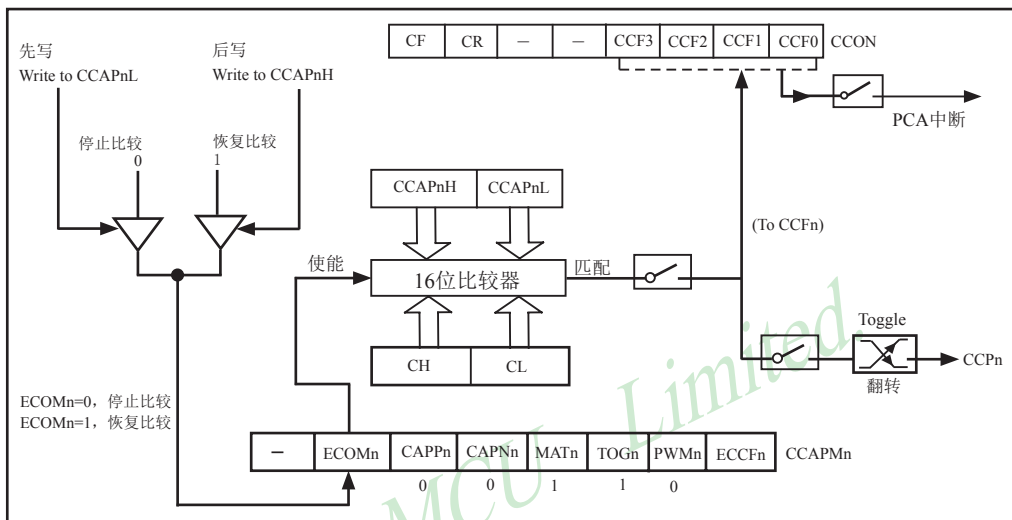 先写
Write to CCAPnL
后写
Write to CCAPnH
CF CR — — CCF3 CCF2 CCF1 CCF0 CCON
PCA中断
停止比较
0
恢复比较
1
CCAPnH CCAPnL
(To CCFn)
使能
16位比较器
匹配
CH CL
Toggle
CCPn
翻转
ECOMn=0，停止比较
ECOMn=1，恢复比较
— ECOMn CAPPn CAPNn MATn TOGn PWMn ECCFn CCAPMn
0 0 1 1 0
MCU Limited.